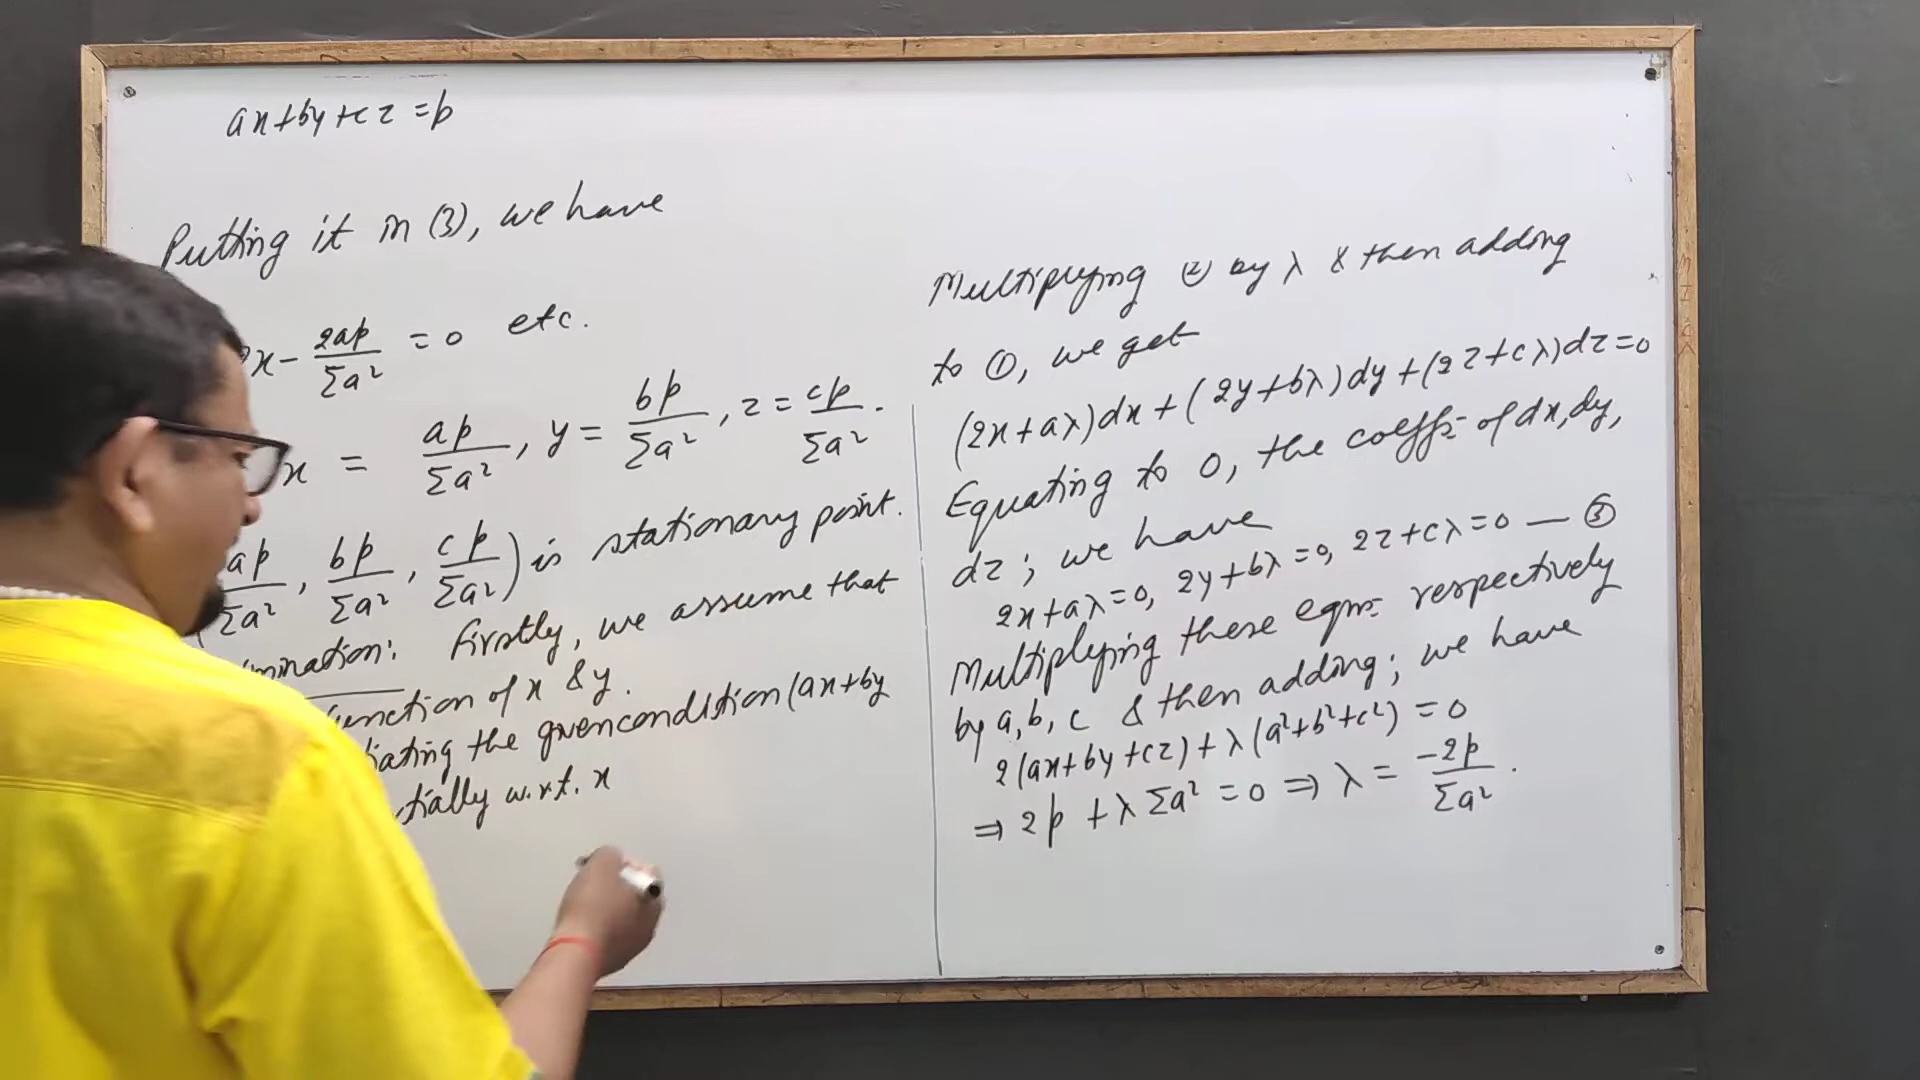 ax+by+cz=p
Putting it in (3), we have
x - 2ap/Σa² = 0 etc.
x = ap/Σa², y = bp/Σa², z = cp/Σa².
ap/Σa², bp/Σa², cp/Σa²) is stationary point.
mination: Firstly, we assume that
unction of x & y.
iating the given condition (ax+by
tially w.r.t. x
Multiplying (2) by λ & then adding
to ①, we get
(2x+aλ)dx+(2y+bλ)dy+(2z+cλ)dz=0
Equating to 0, the coeffs of dx,dy,
dz; we have
2x+aλ=0, 2y+bλ=0, 2z+cλ=0 — ③
Multiplying these eqns respectively
by a, b, c & then adding; we have
2(ax+by+cz)+λ(a²+b²+c²) = 0
⇒ 2p + λΣa² = 0 ⇒ λ = -2p/Σa².